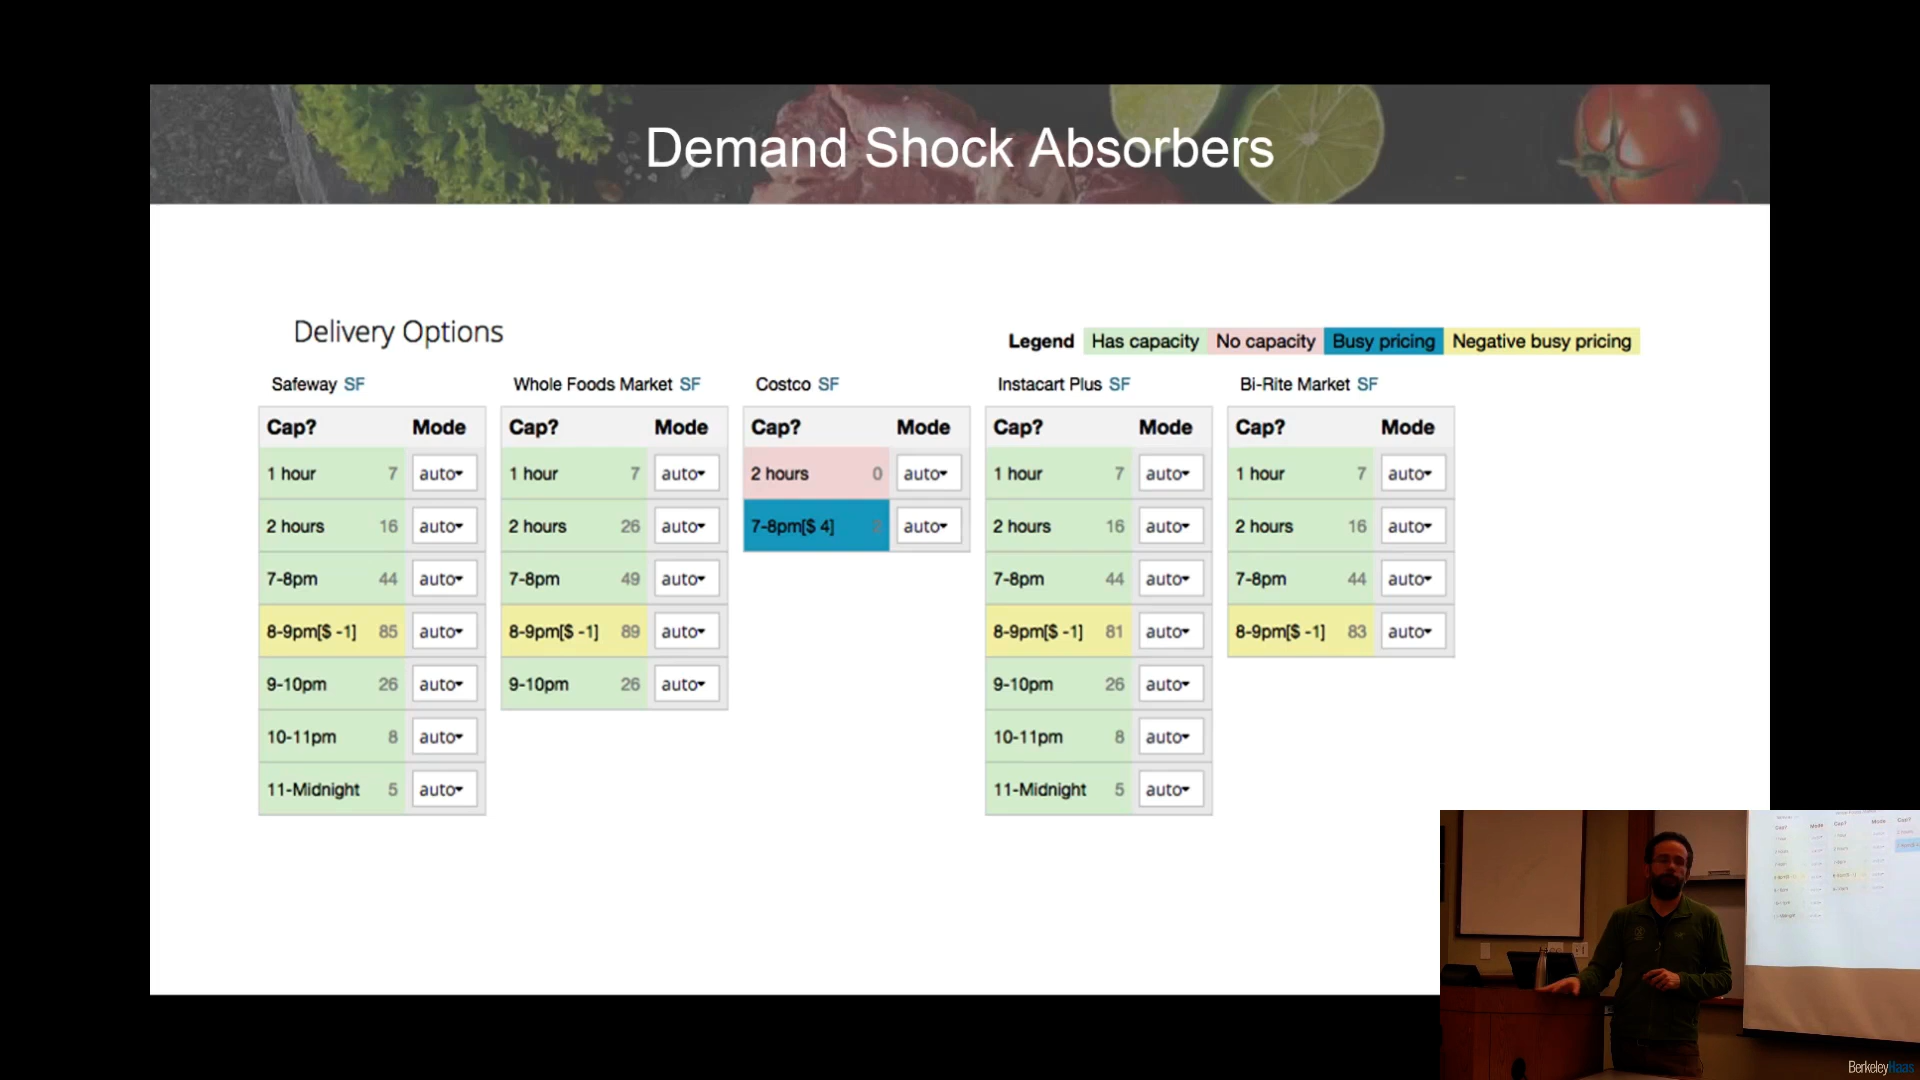 Demand Shock Absorbers
Delivery Options
Legend Has capacity No capacity Busy pricing Negative busy pricing
Safeway SF
Cap? Mode
1 hour 7 auto
2 hours 16 auto
7-8pm 44 auto
8-9pm[$ -1] 85 auto
9-10pm 26 auto
10-11pm 8 auto
11-Midnight 5 auto
Whole Foods Market SF
Cap? Mode
1 hour 7 auto
2 hours 26 auto
7-8pm 49 auto
8-9pm[$ -1] 89 auto
9-10pm 26 auto
Costco SF
Cap? Mode
2 hours 0 auto
7-8pm[$ 4] auto
Instacart Plus SF
Cap? Mode
1 hour 7 auto
2 hours 16 auto
7-8pm 44 auto
8-9pm[$ -1] 81 auto
9-10pm 26 auto
10-11pm 8 auto
11-Midnight 5 auto
Bi-Rite Market SF
Cap? Mode
1 hour 7 auto
2 hours 16 auto
7-8pm 44 auto
8-9pm[$ -1] 83 auto
BerkeleyHaas